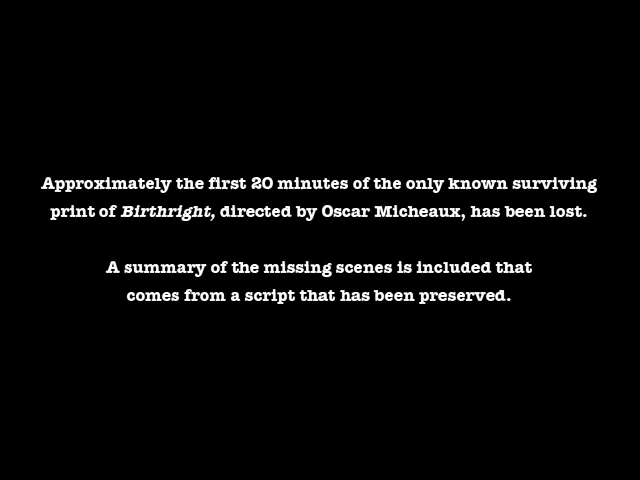 Approximately the first 20 minutes of the only known surviving
print of Birthright, directed by Oscar Micheaux, has been lost.
A summary of the missing scenes is included that
comes from a script that has been preserved.